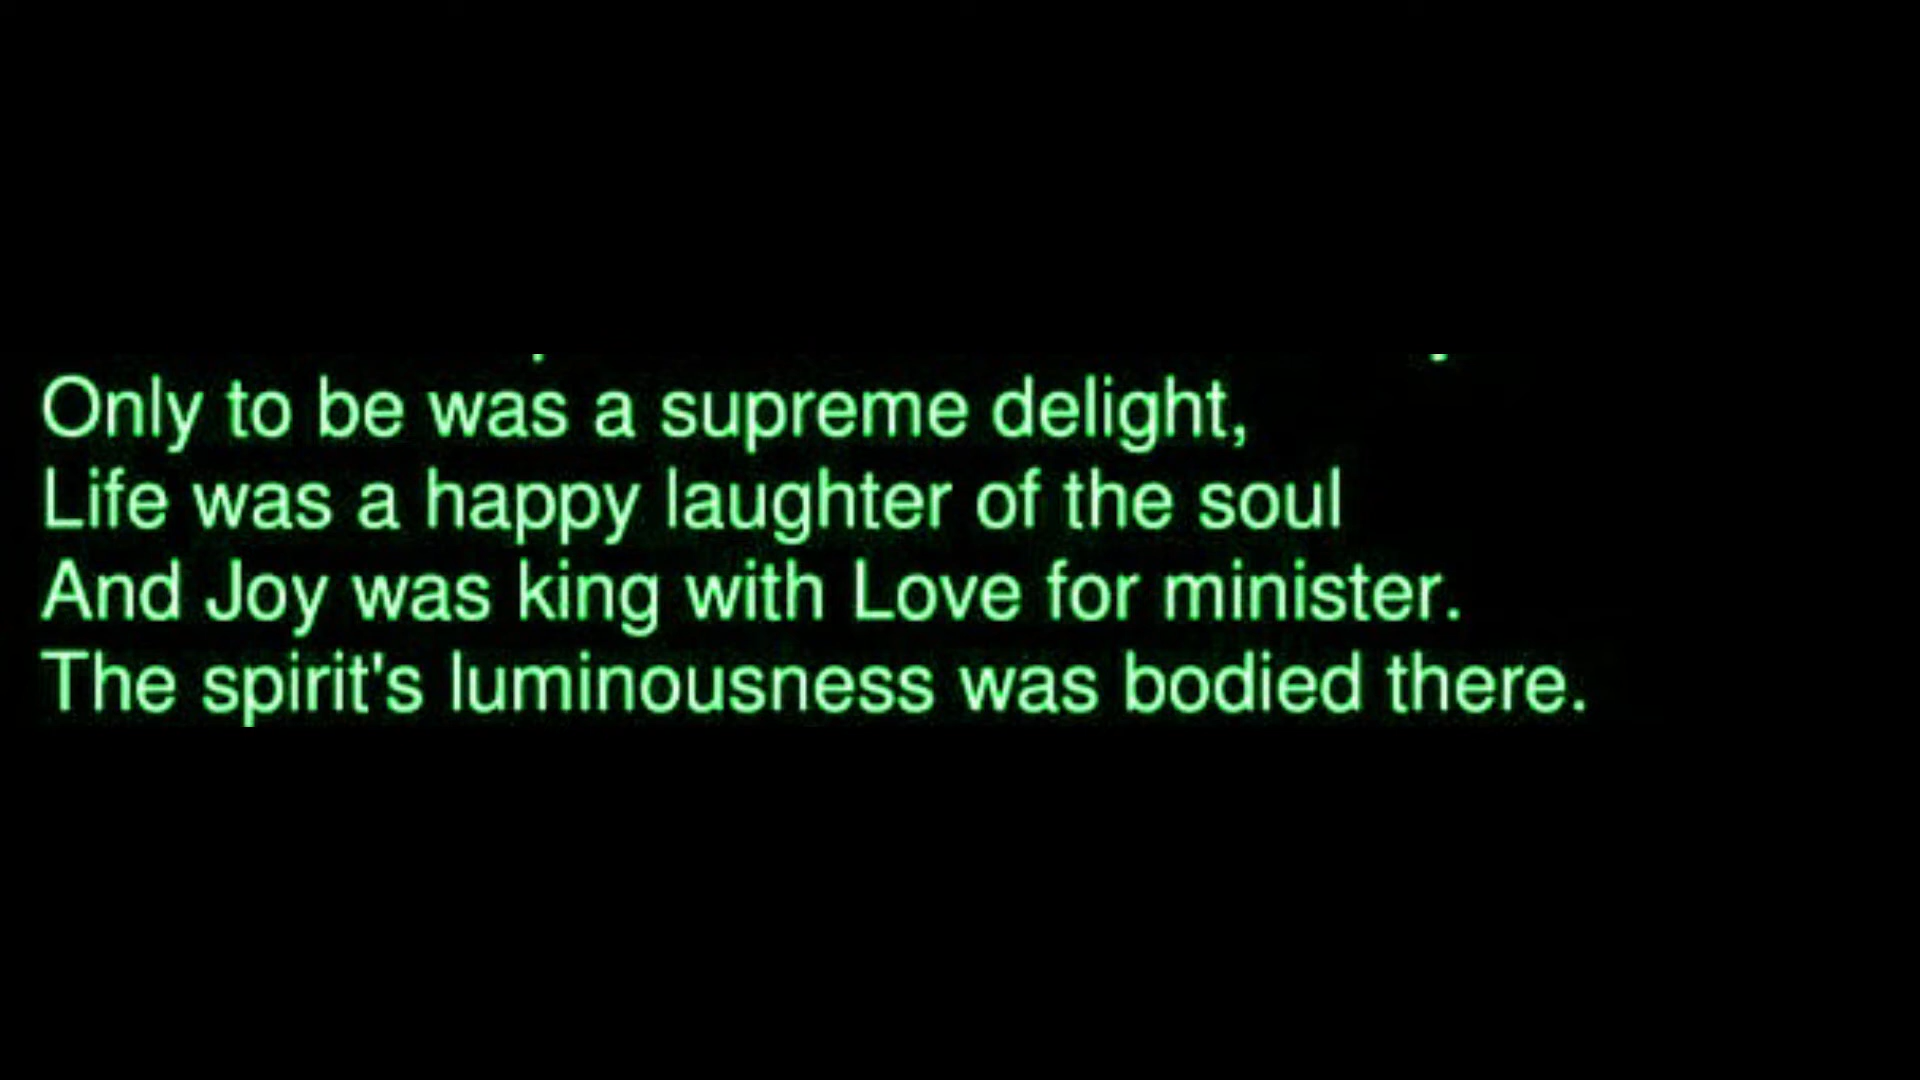 Only to be was a supreme delight,
Life was a happy laughter of the soul
And Joy was king with Love for minister.
The spirit's luminousness was bodied there.